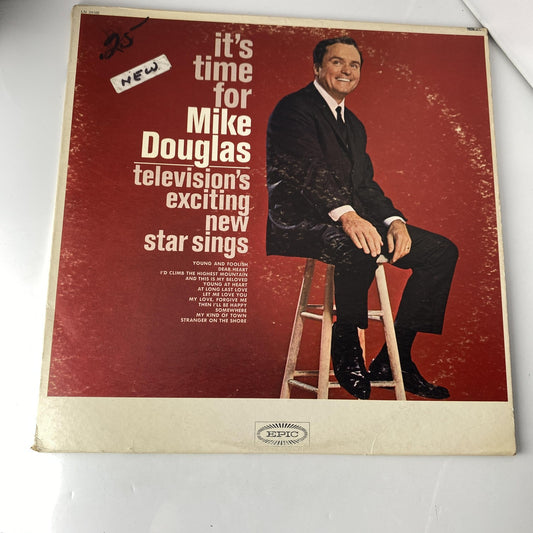 .25
NEW
it's
time
for
Mike
Douglas
television's
exciting
new
star sings
YOUNG AND FOOLISH
DEAR HEART
I'D CLIMB THE HIGHEST MOUNTAIN
AND THIS IS MY BELOVED
YOUNG AT HEART
AT LONG LAST LOVE
LET ME LOVE YOU
MY LOVE, FORGIVE ME
THEN I'LL BE HAPPY
SOMEWHERE
MY KIND OF TOWN
STRANGER ON THE SHORE
EPIC